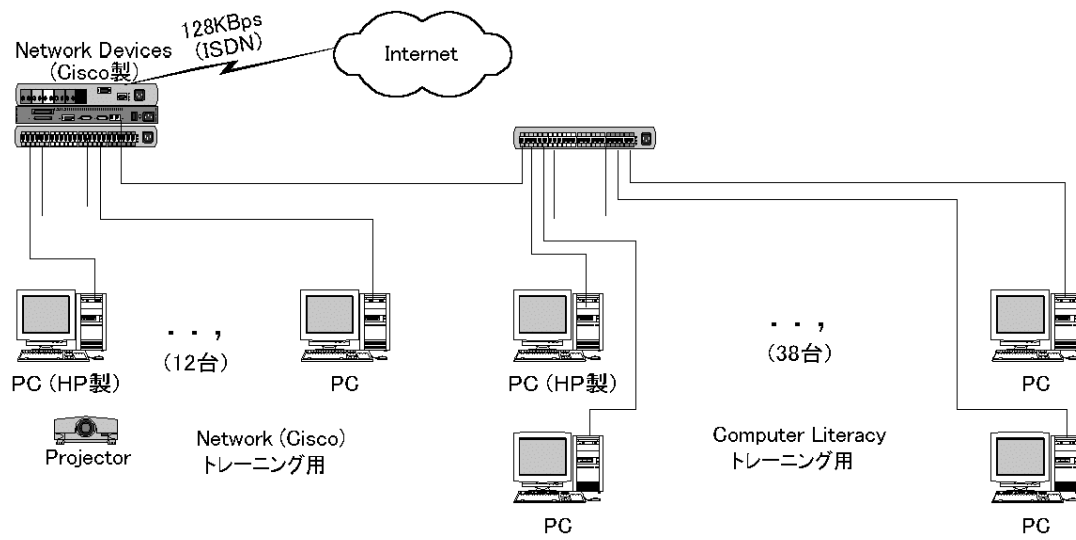 128KBps
(ISDN)
Internet
Network Devices
(Cisco製)
. . ,
(12台)
. . ,
(38台)
PC (HP製)
PC
PC (HP製)
PC
Projector
Network (Cisco)
トレーニング用
Computer Literacy
トレーニング用
PC
PC